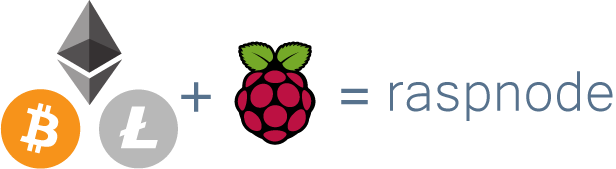 + = raspnode